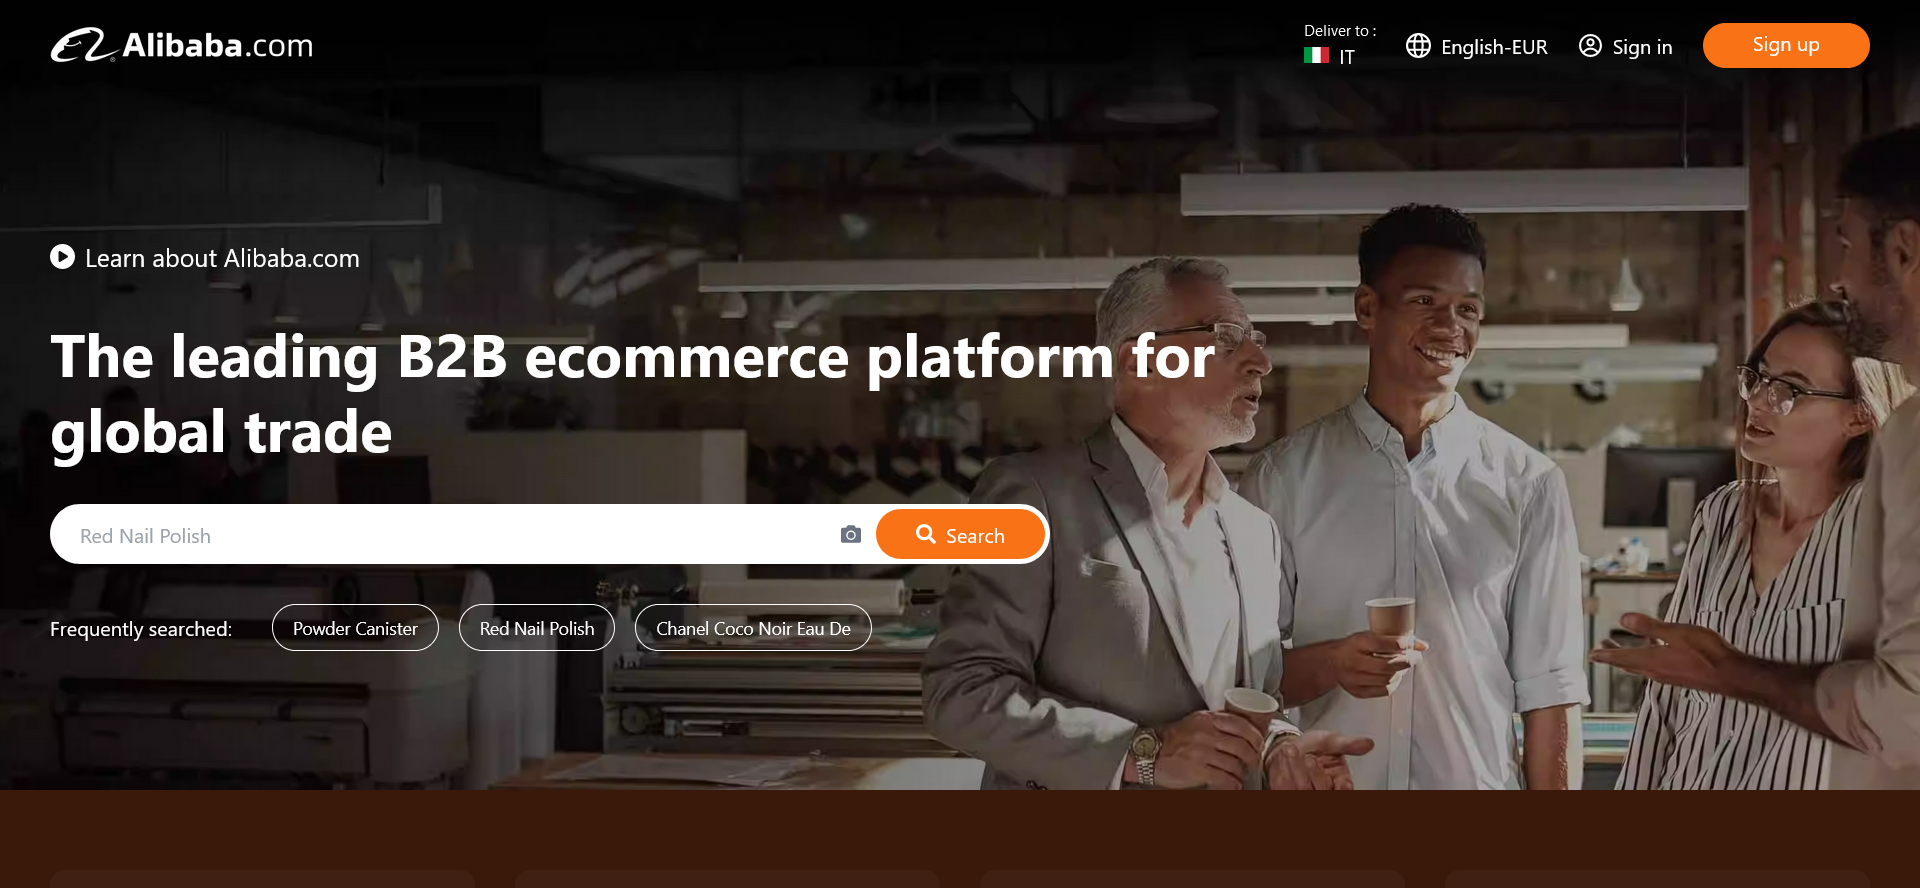 Alibaba.com
Deliver to :
IT
English-EUR
Sign in
Sign up
Learn about Alibaba.com
The leading B2B ecommerce platform for
global trade
Red Nail Polish
Search
Frequently searched:
Powder Canister
Red Nail Polish
Chanel Coco Noir Eau De